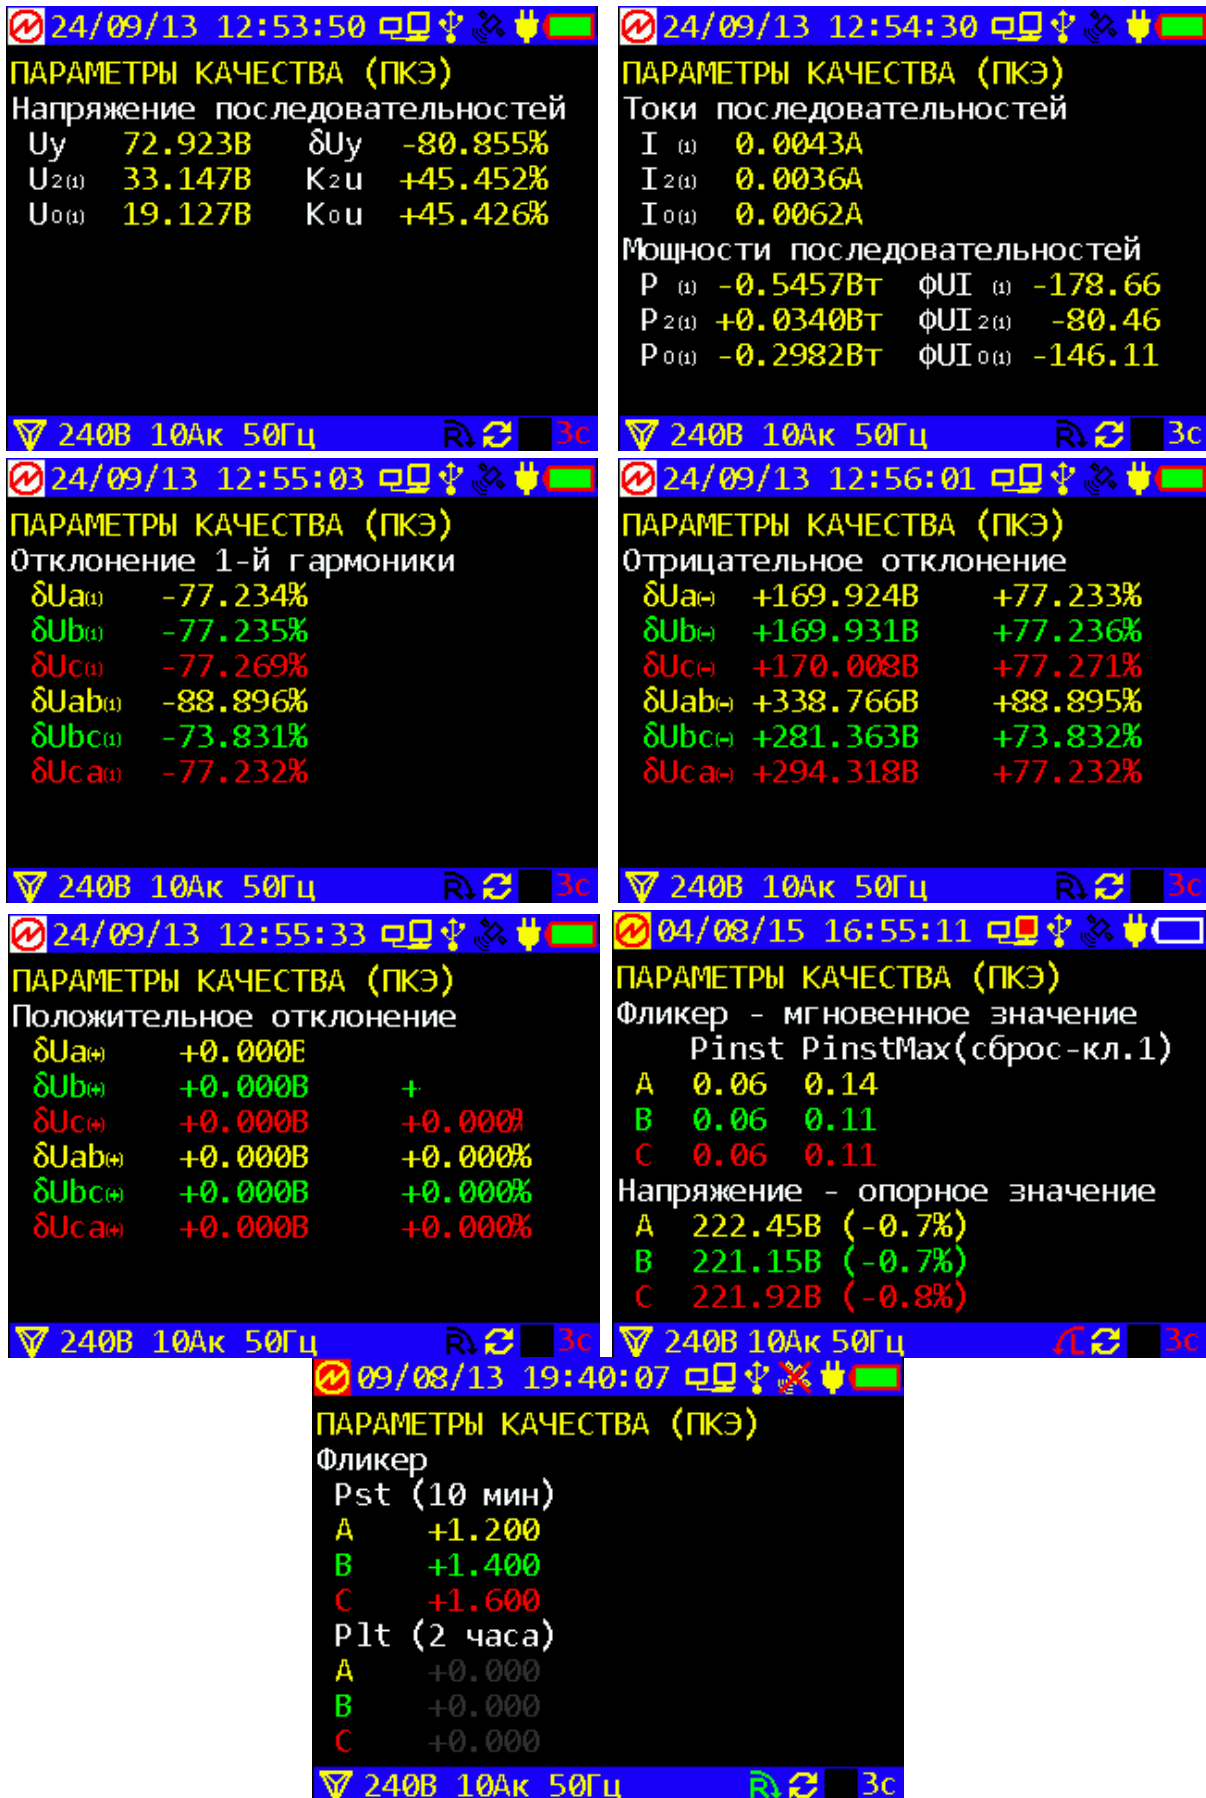 24/09/13 12:53:50
ПАРАМЕТРЫ КАЧЕСТВА (ПКЭ)
Напряжение последовательностей
Uу 72.923В δUу -80.855%
U2(1) 33.147В K2u +45.452%
U0(1) 19.127В K0u +45.426%
240В 10Ак 50Гц R 3с
24/09/13 12:54:30
ПАРАМЕТРЫ КАЧЕСТВА (ПКЭ)
Токи последовательностей
I (1) 0.0043А
I2(1) 0.0036А
I0(1) 0.0062А
Мощности последовательностей
P (1) -0.5457Вт ϕUI (1) -178.66
P2(1) +0.0340Вт ϕUI2(1) -80.46
P0(1) -0.2982Вт ϕUI0(1) -146.11
240В 10Ак 50Гц R 3с
24/09/13 12:55:03
ПАРАМЕТРЫ КАЧЕСТВА (ПКЭ)
Отклонение 1-й гармоники
δUa(1) -77.234%
δUb(1) -77.235%
δUc(1) -77.269%
δUab(1) -88.896%
δUbc(1) -73.831%
δUca(1) -77.232%
240В 10Ак 50Гц R 3с
24/09/13 12:56:01
ПАРАМЕТРЫ КАЧЕСТВА (ПКЭ)
Отрицательное отклонение
δUa(-) +169.924В +77.233%
δUb(-) +169.931В +77.236%
δUc(-) +170.008В +77.271%
δUab(-) +338.766В +88.895%
δUbc(-) +281.363В +73.832%
δUca(-) +294.318В +77.232%
240В 10Ак 50Гц R 3с
24/09/13 12:55:33
ПАРАМЕТРЫ КАЧЕСТВА (ПКЭ)
Положительное отклонение
δUa(+) +0.000
δUb(+) +0.000В +
δUc(+) +0.000В +0.000
δUab(+) +0.000В +0.000%
δUbc(+) +0.000В +0.000%
δUca(+) +0.000В +0.000%
240В 10Ак 50Гц R 3с
04/08/15 16:55:11
ПАРАМЕТРЫ КАЧЕСТВА (ПКЭ)
Фликер - мгновенное значение
Pinst PinstMax(сброс-кл.1)
A 0.06 0.14
B 0.06 0.11
C 0.06 0.11
Напряжение - опорное значение
A 222.45В (-0.7%)
B 221.15В (-0.7%)
C 221.92В (-0.8%)
240В 10Ак 50Гц L 3с
09/08/13 19:40:07
ПАРАМЕТРЫ КАЧЕСТВА (ПКЭ)
Фликер
Pst (10 мин)
A +1.200
B +1.400
C +1.600
Plt (2 часа)
A +0.000
B +0.000
C +0.000
240В 10Ак 50Гц R 3с